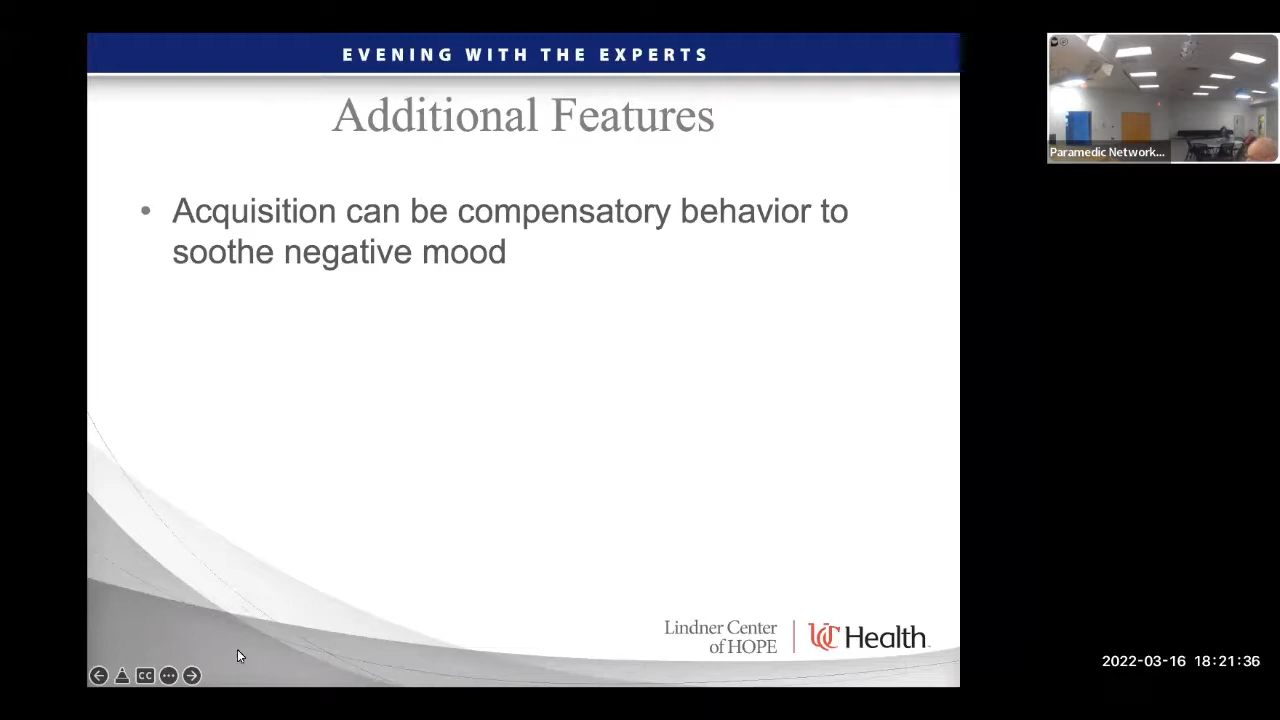 EVENING WITH THE EXPERTS
Additional Features
• Acquisition can be compensatory behavior to
soothe negative mood
Lindner Center
of HOPE
UC Health
CC
Paramedic Network...
2022-03-16 18:21:36